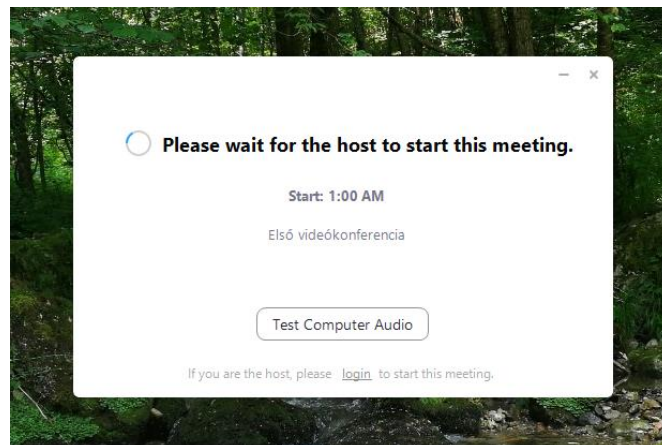 Please wait for the host to start this meeting.
Start: 1:00 AM
Első videókonferencia
Test Computer Audio
If you are the host, please login to start this meeting.